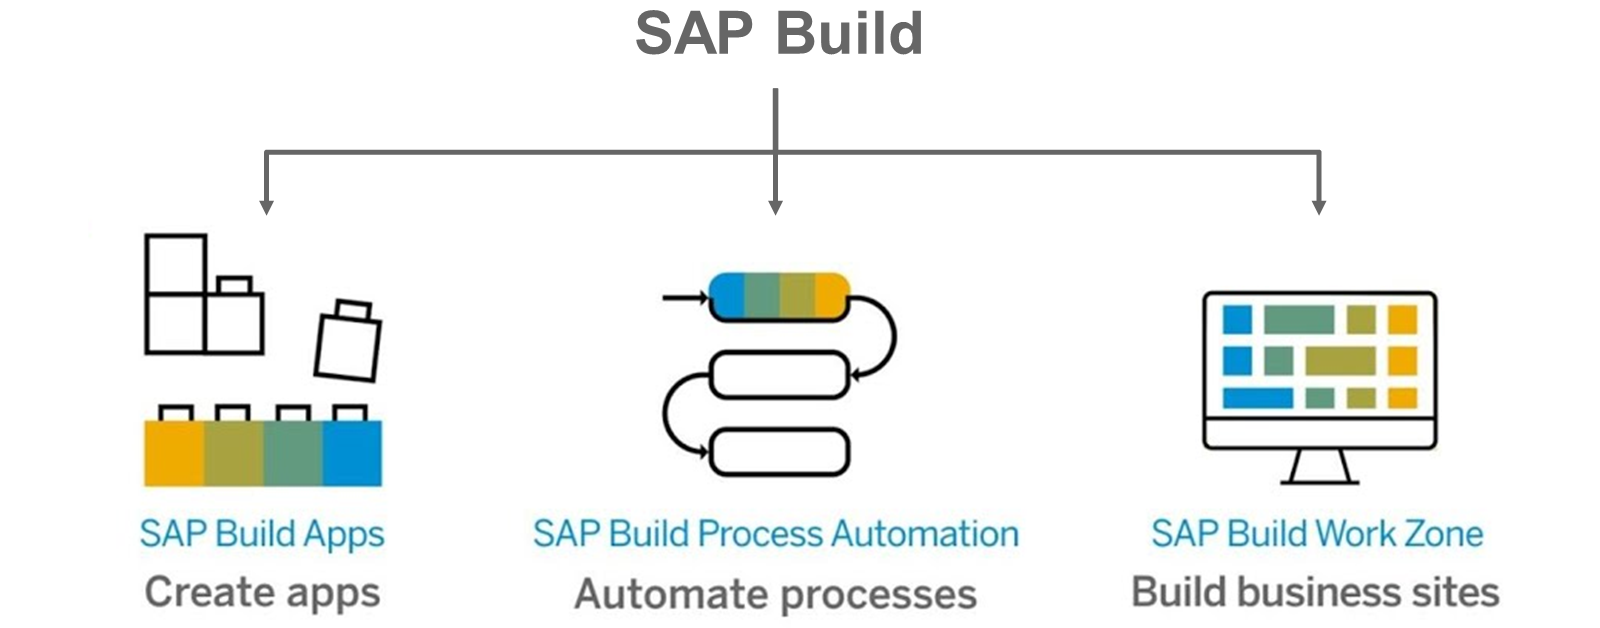 SAP Build
SAP Build Apps
Create apps
SAP Build Process Automation
Automate processes
SAP Build Work Zone
Build business sites